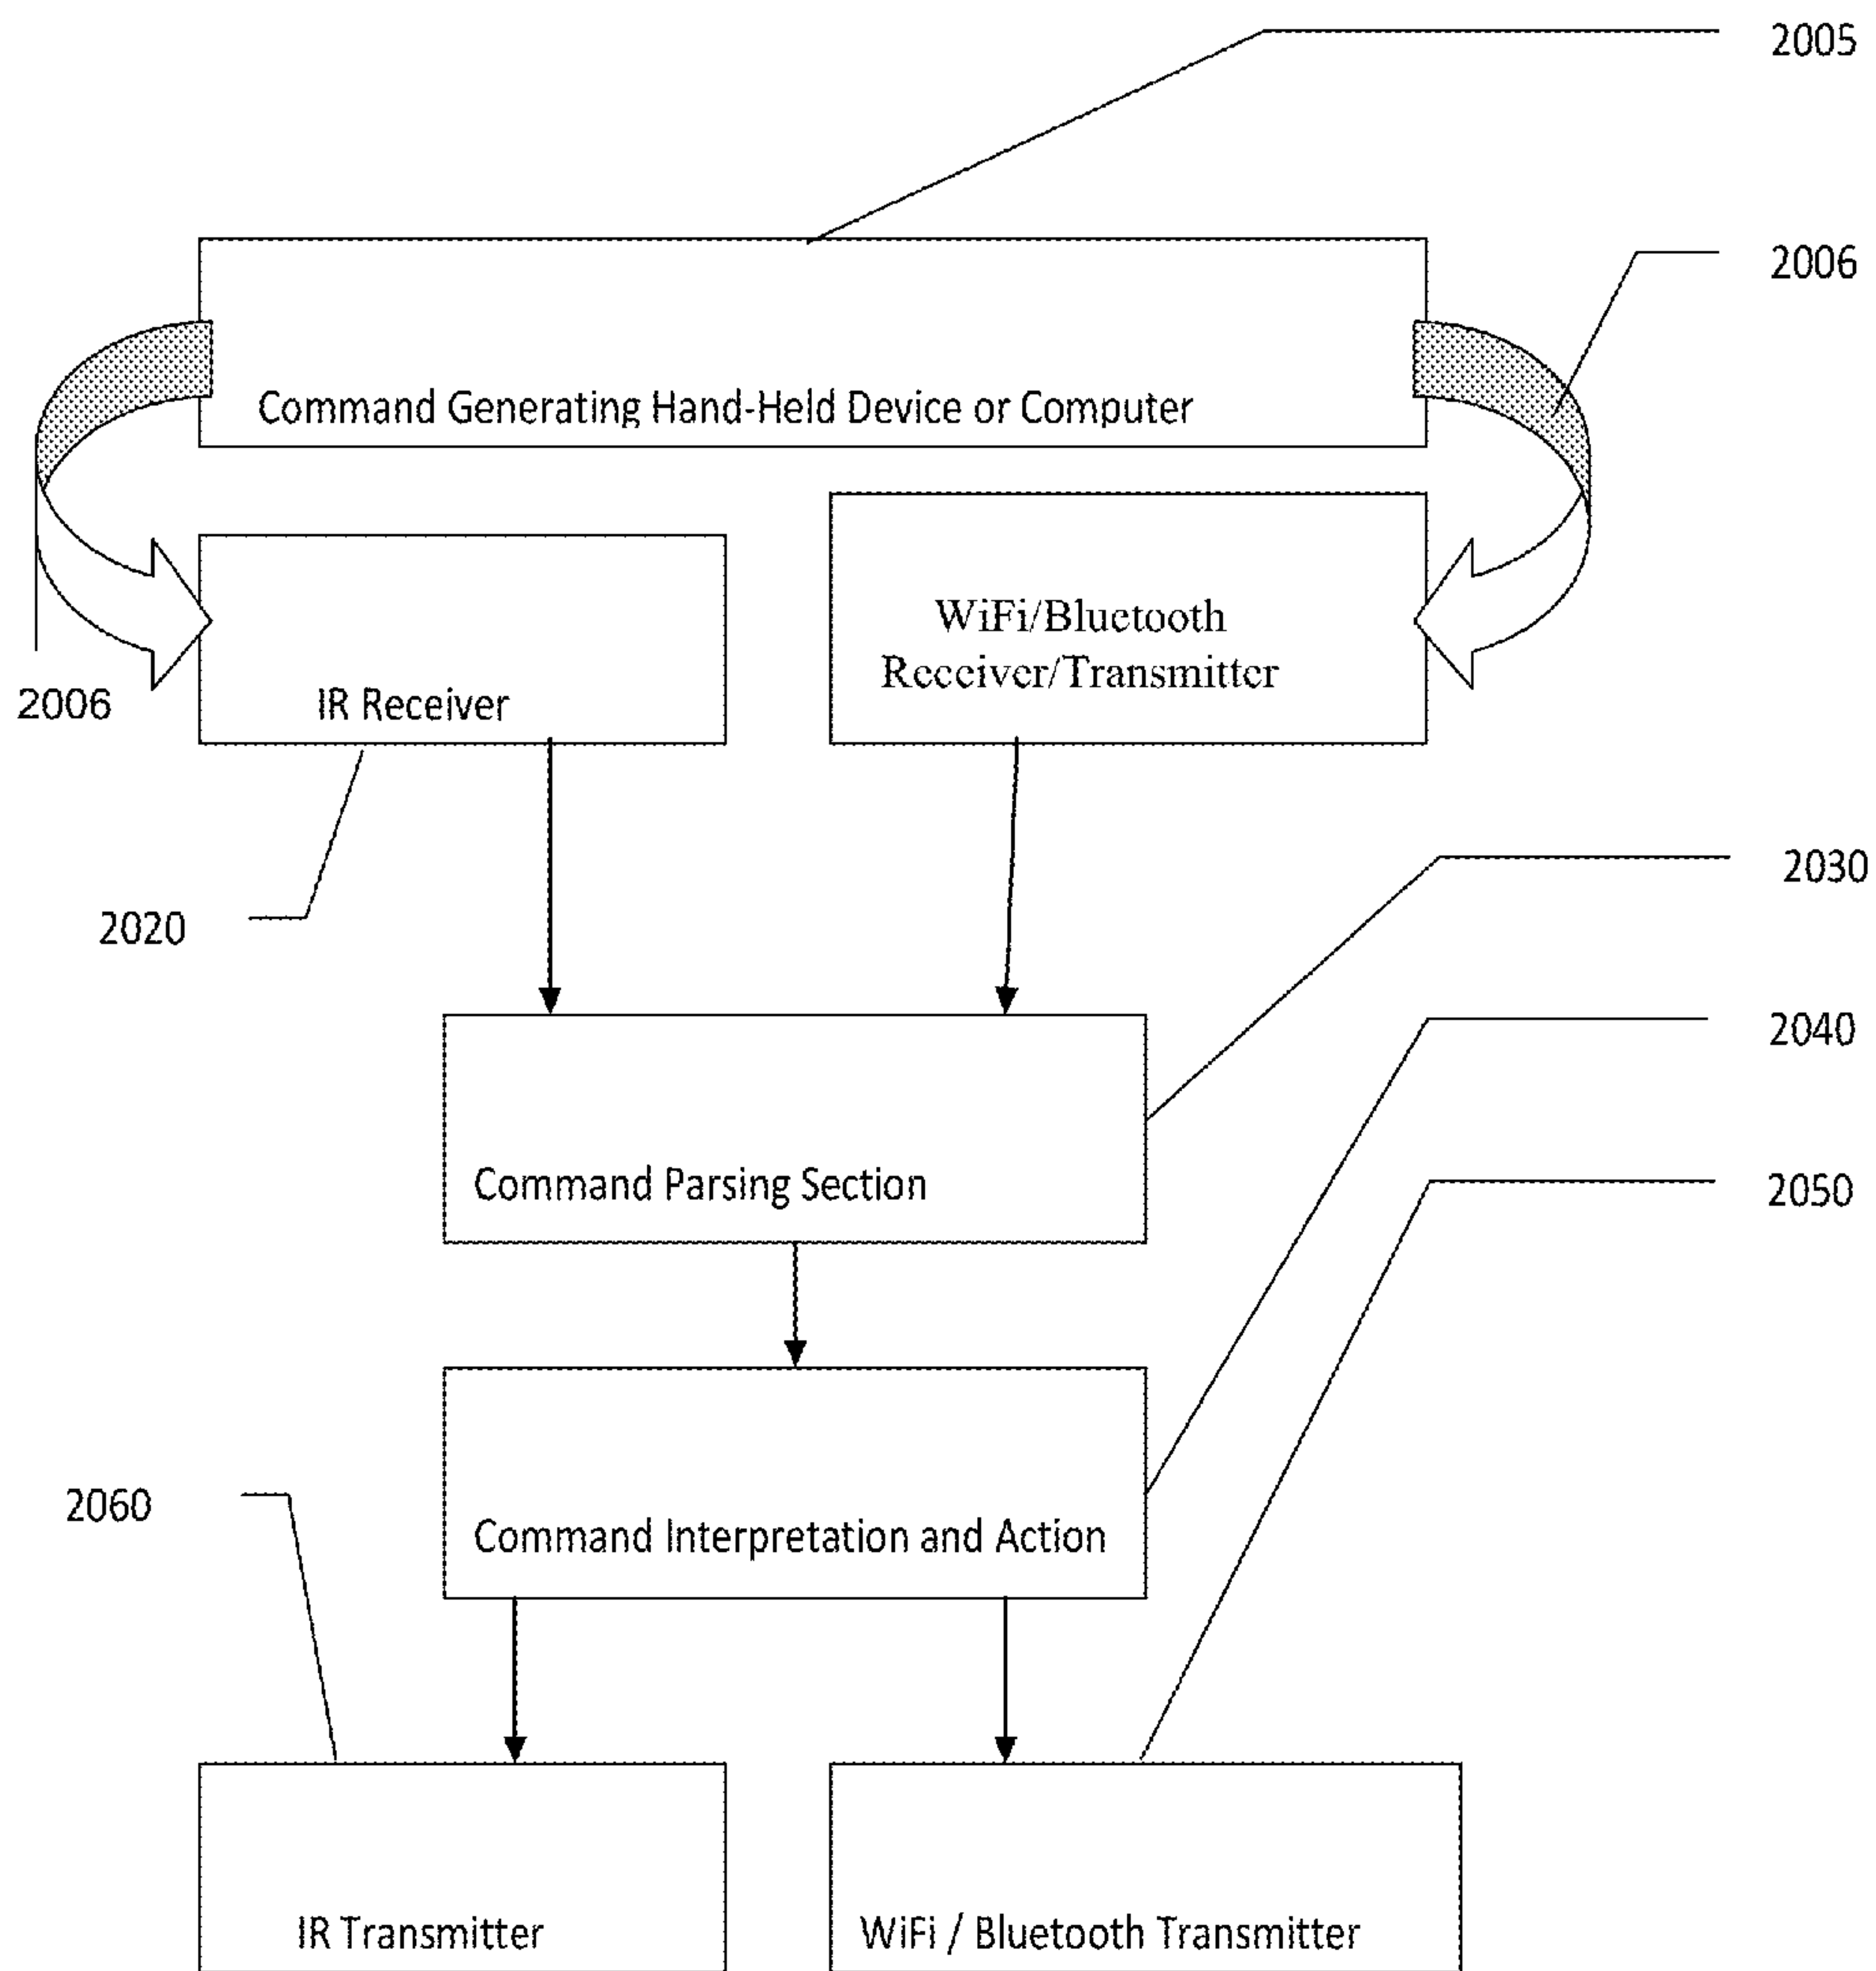 2005
2006
Command Generating Hand-Held Device or Computer
WiFi/Bluetooth
Receiver/Transmitter
2006
IR Receiver
2030
2020
2040
Command Parsing Section
2050
2060
Command Interpretation and Action
IR Transmitter
WiFi / Bluetooth Transmitter